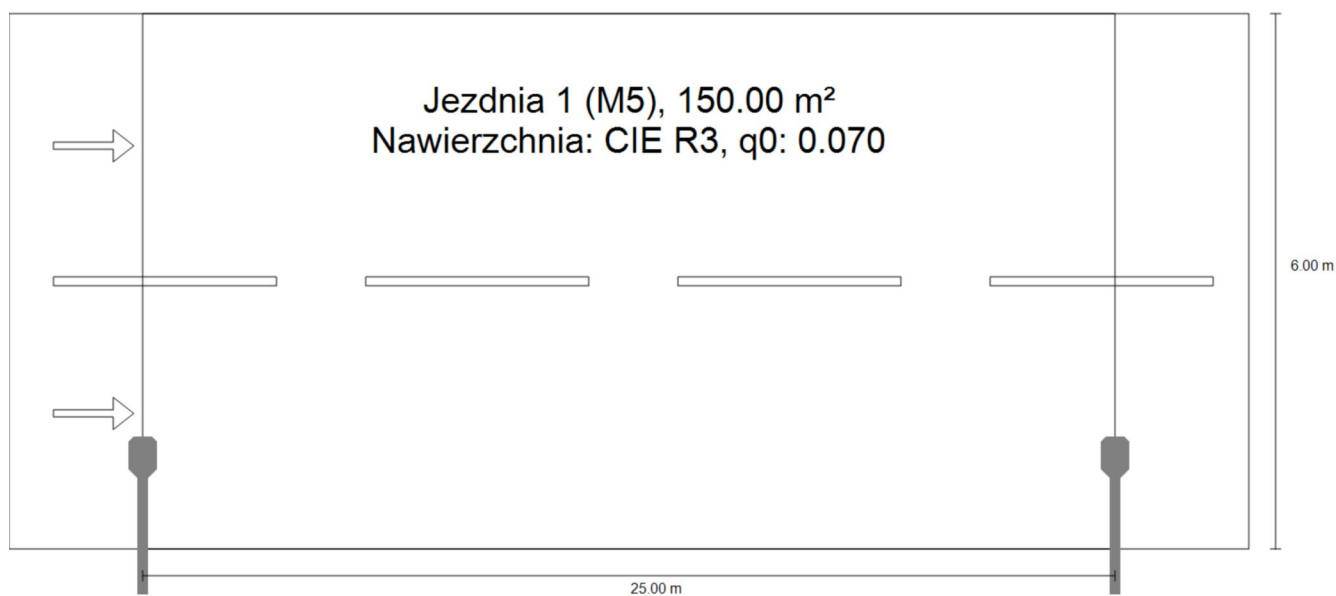 Jezdnia 1 (M5), 150.00 m²
Nawierzchnia: CIE R3, q0: 0.070
6.00 m
25.00 m